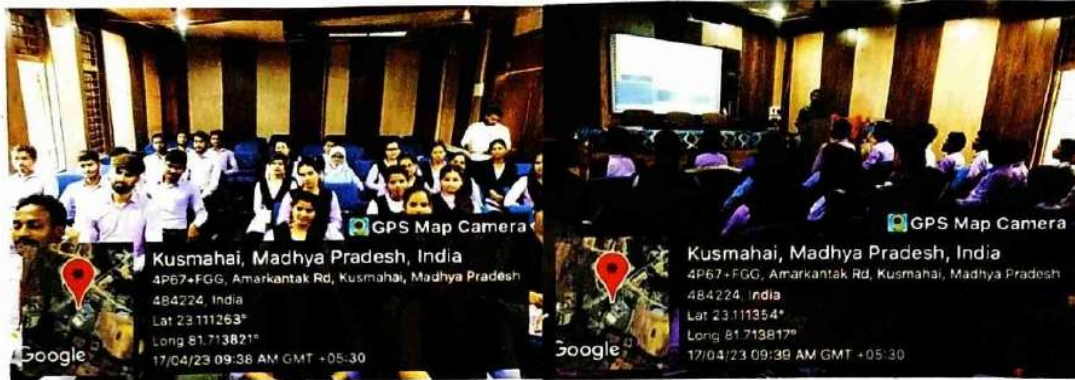 GPS Map Camera
Kusmahai, Madhya Pradesh, India
4P67+FGG, Amarkantak Rd, Kusmahai, Madhya Pradesh
484224, India
Lat 23.111263°
Long 81.713821°
17/04/23 09:38 AM GMT +05:30
Google
GPS Map Camera
Kusmahai, Madhya Pradesh, India
4P67+FGG, Amarkantak Rd, Kusmahai, Madhya Pradesh
484224, India
Lat 23.111354°
Long 81.713817°
17/04/23 09:39 AM GMT +05:30
Google